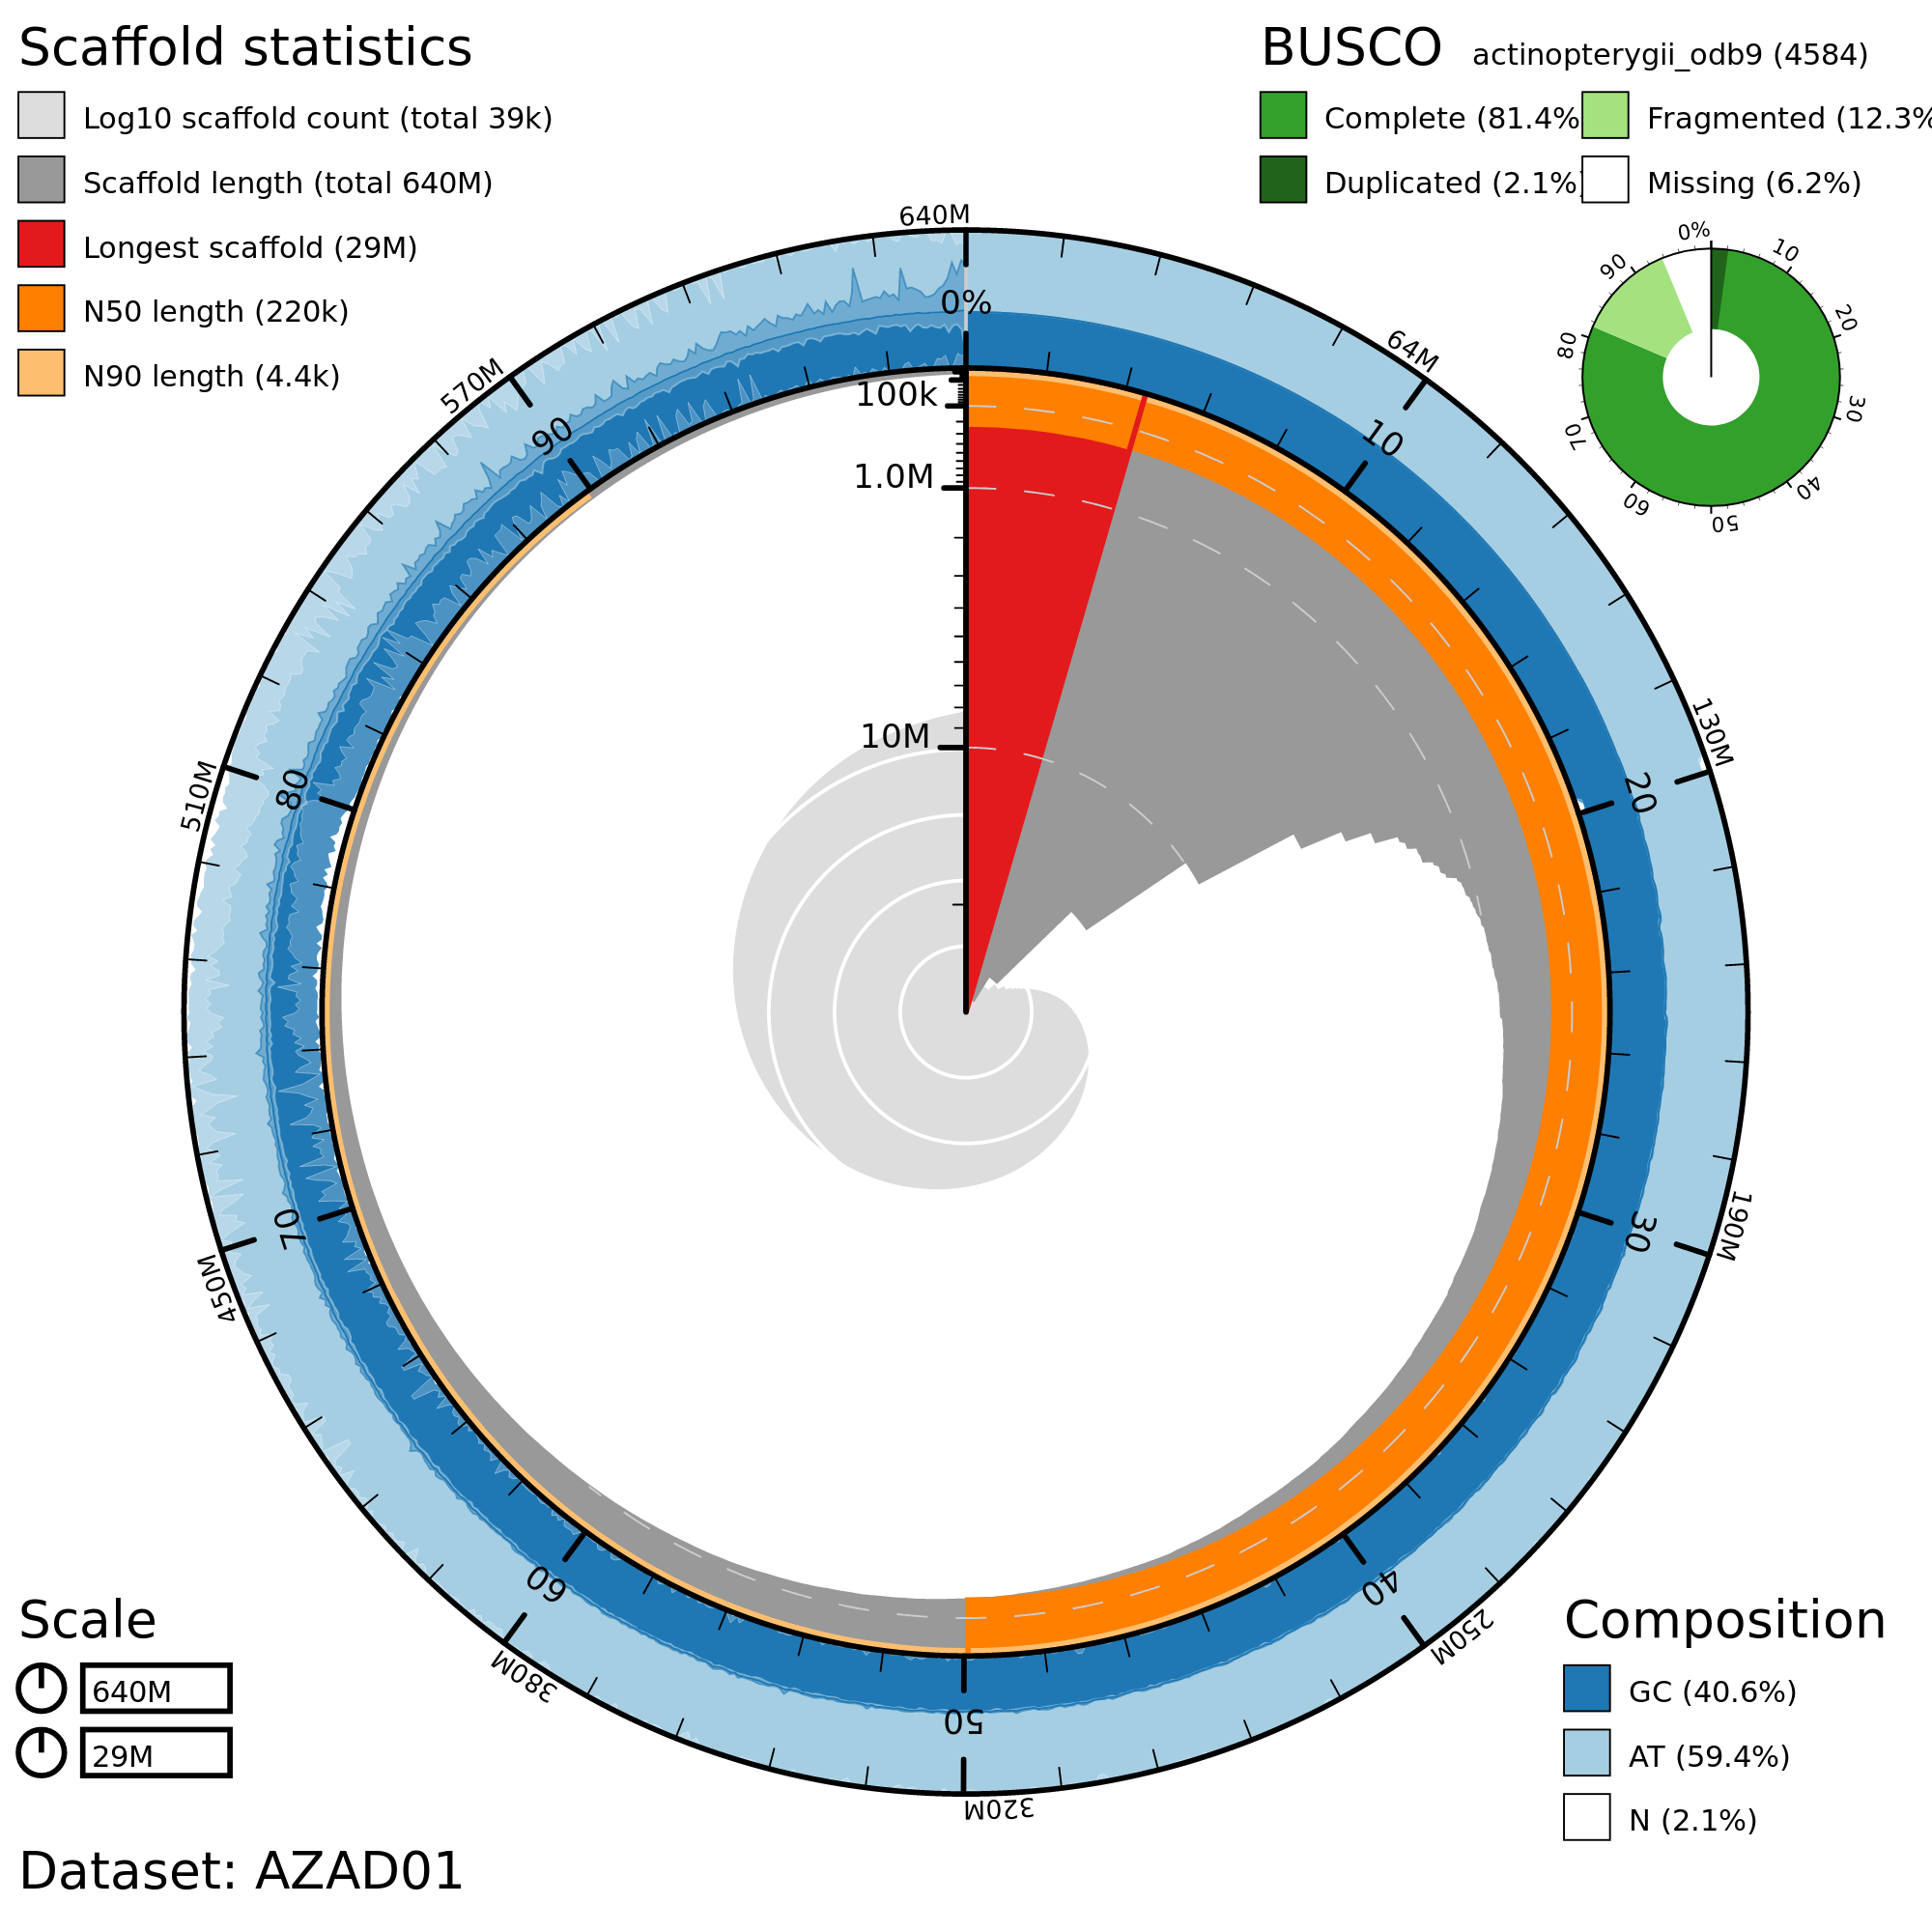 Scaffold statistics
Log10 scaffold count (total 39k)
Scaffold length (total 640M)
Longest scaffold (29M)
N50 length (220k)
N90 length (4.4k)
BUSCO actinopterygii_odb9 (4584)
Complete (81.4%
Fragmented (12.3%
Duplicated (2.1%)
Missing (6.2%)
0%
10
20
30
40
50
60
70
80
90
640M
64M
130M
190M
250M
320M
380M
450M
510M
570M
0%
10
20
30
40
50
60
70
80
90
100k
1.0M
10M
Scale
640M
29M
Dataset: AZAD01
Composition
GC (40.6%)
AT (59.4%)
N (2.1%)